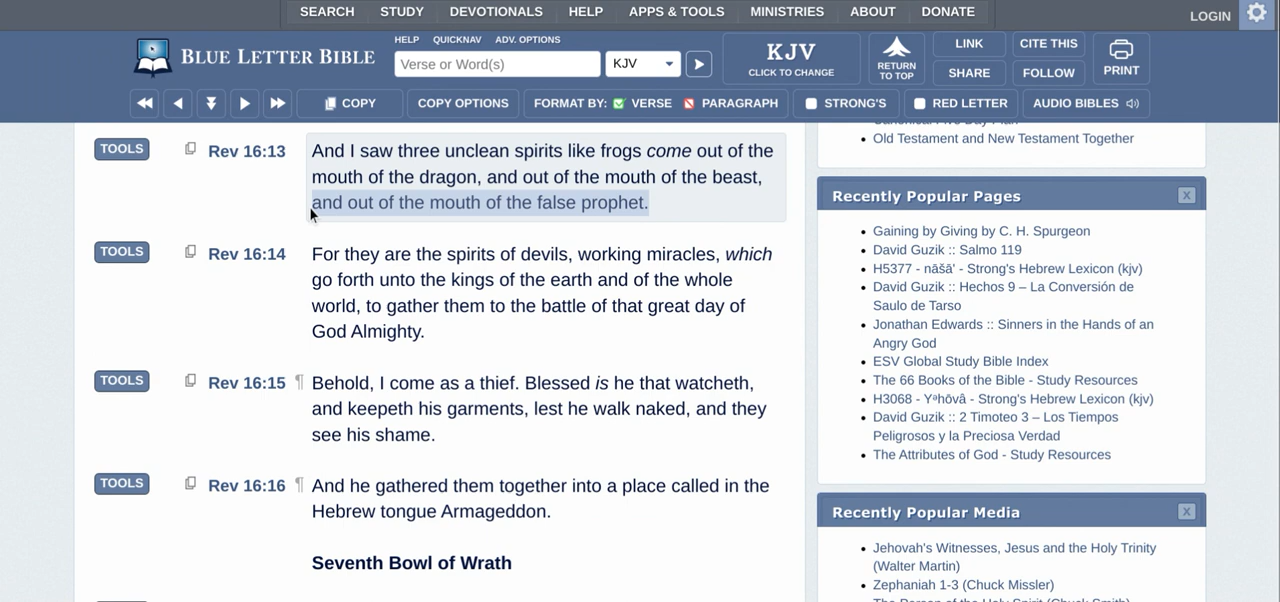 SEARCH STUDY DEVOTIONALS HELP APPS & TOOLS MINISTRIES ABOUT DONATE LOGIN
BLUE LETTER BIBLE
HELP QUICKNAV ADV. OPTIONS
Verse or Word(s) KJV
KJV
CLICK TO CHANGE
RETURN
TO TOP
LINK CITE THIS
SHARE FOLLOW
PRINT
COPY COPY OPTIONS FORMAT BY: VERSE PARAGRAPH STRONG'S RED LETTER AUDIO BIBLES
TOOLS Rev 16:13 And I saw three unclean spirits like frogs come out of the
mouth of the dragon, and out of the mouth of the beast,
and out of the mouth of the false prophet.
TOOLS Rev 16:14 For they are the spirits of devils, working miracles, which
go forth unto the kings of the earth and of the whole
world, to gather them to the battle of that great day of
God Almighty.
TOOLS Rev 16:15 ¶ Behold, I come as a thief. Blessed is he that watcheth,
and keepeth his garments, lest he walk naked, and they
see his shame.
TOOLS Rev 16:16 ¶ And he gathered them together into a place called in the
Hebrew tongue Armageddon.
Seventh Bowl of Wrath
Old Testament and New Testament Together
Recently Popular Pages X
Gaining by Giving by C. H. Spurgeon
David Guzik :: Salmo 119
H5377 - nāšā' - Strong's Hebrew Lexicon (kjv)
David Guzik :: Hechos 9 – La Conversión de
Saulo de Tarso
Jonathan Edwards :: Sinners in the Hands of an
Angry God
ESV Global Study Bible Index
The 66 Books of the Bible - Study Resources
H3068 - Yᵊhōvâ - Strong's Hebrew Lexicon (kjv)
David Guzik :: 2 Timoteo 3 – Los Tiempos
Peligrosos y la Preciosa Verdad
The Attributes of God - Study Resources
Recently Popular Media X
Jehovah's Witnesses, Jesus and the Holy Trinity
(Walter Martin)
Zephaniah 1-3 (Chuck Missler)